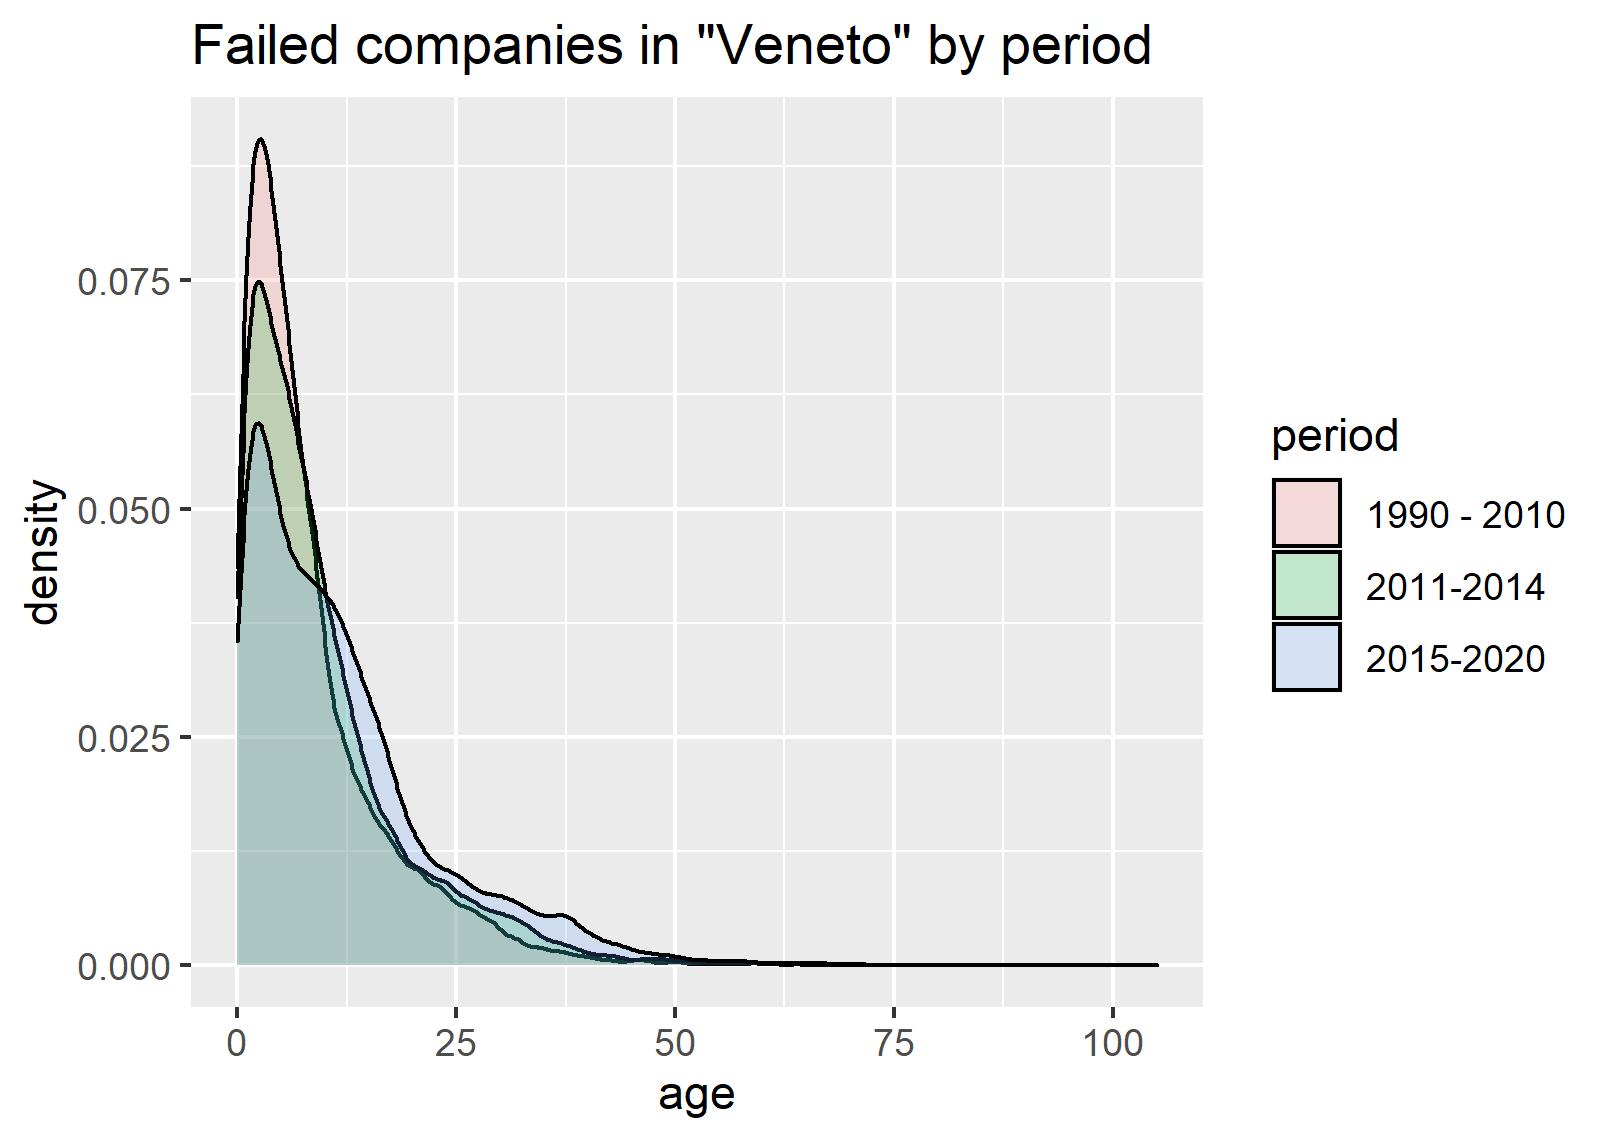 Failed companies in "Veneto" by period
density
0.075
0.050
0.025
0.000
0 25 50 75 100
age
period
1990 - 2010
2011-2014
2015-2020